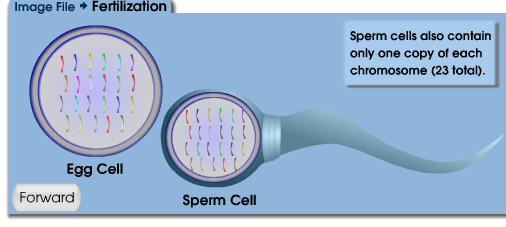 Image File → Fertilization
Sperm cells also contain
only one copy of each
chromosome (23 total).
Egg Cell
Sperm Cell
Forward